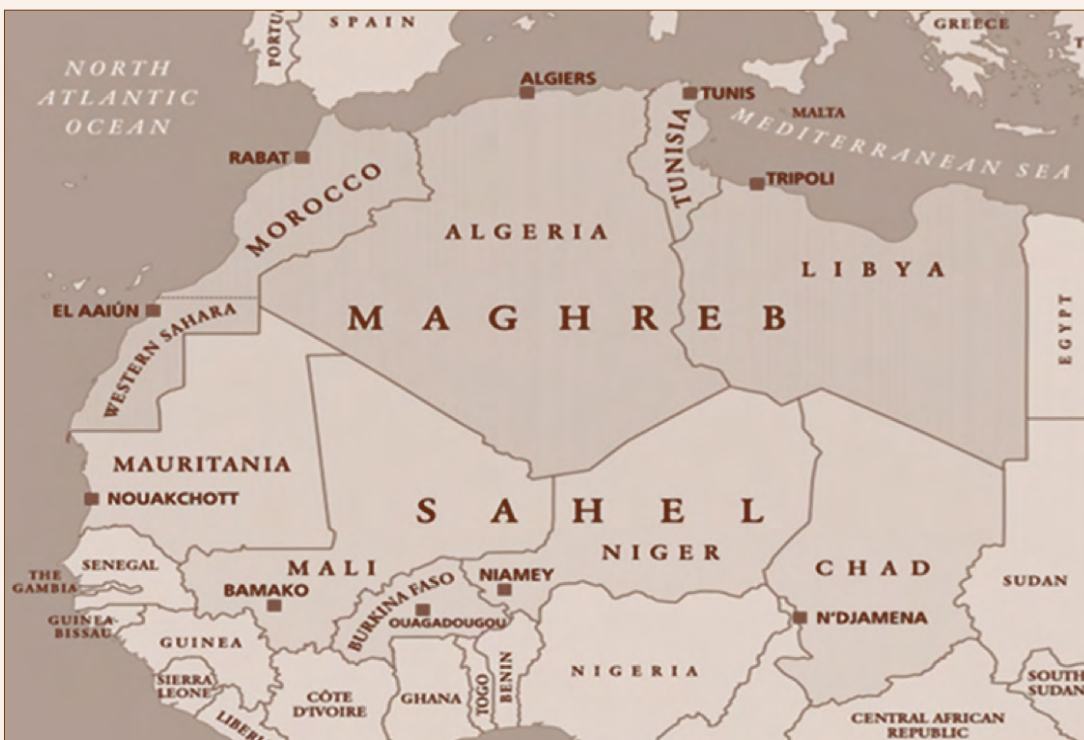 SPAIN
PORTU
GREECE
T
NORTH
ATLANTIC
OCEAN
ALGIERS
TUNIS
MALTA
MEDITERRANEAN SEA
RABAT
MOROCCO
TUNISIA
TRIPOLI
ALGERIA
LIBYA
EL AAIÚN
WESTERN SAHARA
MAGHREB
EGYPT
MAURITANIA
NOUAKCHOTT
SAHEL
NIGER
SENEGAL
MALI
NIAMEY
CHAD
SUDAN
THE
GAMBIA
BAMAKO
BURKINA FASO
OUAGADOUGOU
N'DJAMENA
GUINEA-
BISSAU
GUINEA
NIGERIA
SIERRA
LEONE
CÔTE
D'IVOIRE
GHANA
TOGO
BENIN
SOUTH
SUDAN
LIBERI
CENTRAL AFRICAN
REPUBLIC